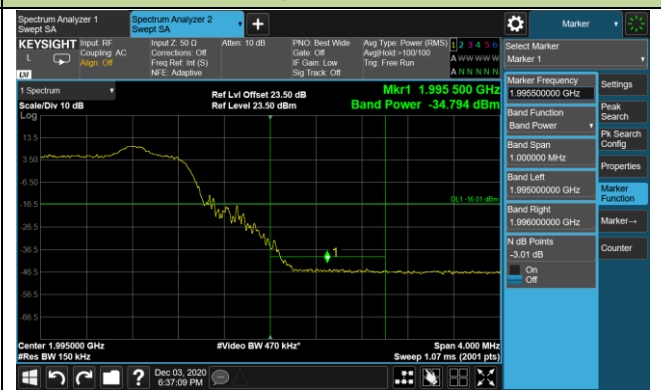 Spectrum Analyzer 1
Swept SA
Spectrum Analyzer 2
Swept SA
+
Marker
KEYSIGHT
L
LXI
Input: RF
Coupling: AC
Align: Off
Input Z: 50 Ω
Corrections: Off
Freq Ref: Int (S)
NFE: Adaptive
Atten: 10 dB
PNO: Best Wide
Gate: Off
IF Gain: Low
Sig Track: Off
Avg Type: Power (RMS)
Avg|Hold:>100/100
Trig: Free Run
1 2 3 4 5 6
A W W W W W
A N N N N N
Select Marker
Marker 1
1 Spectrum
Scale/Div 10 dB
Log
Ref Lvl Offset 23.50 dB
Ref Level 23.50 dBm
Mkr1 1.995 500 GHz
Band Power -34.794 dBm
13.5
3.50
-6.50
-16.5
-26.5
-36.5
-46.5
-56.5
-66.5
DL1 -16.01 dBm
1
Center 1.995000 GHz
#Res BW 150 kHz
#Video BW 470 kHz*
Span 4.000 MHz
Sweep 1.07 ms (2001 pts)
Marker Frequency
1.995500000 GHz
Band Function
Band Power
Band Span
1.000000 MHz
Band Left
1.995000000 GHz
Band Right
1.996000000 GHz
N dB Points
-3.01 dB
On
Off
Settings
Peak
Search
Pk Search
Config
Properties
Marker
Function
Marker→
Counter
?
Dec 03, 2020
6:37:09 PM